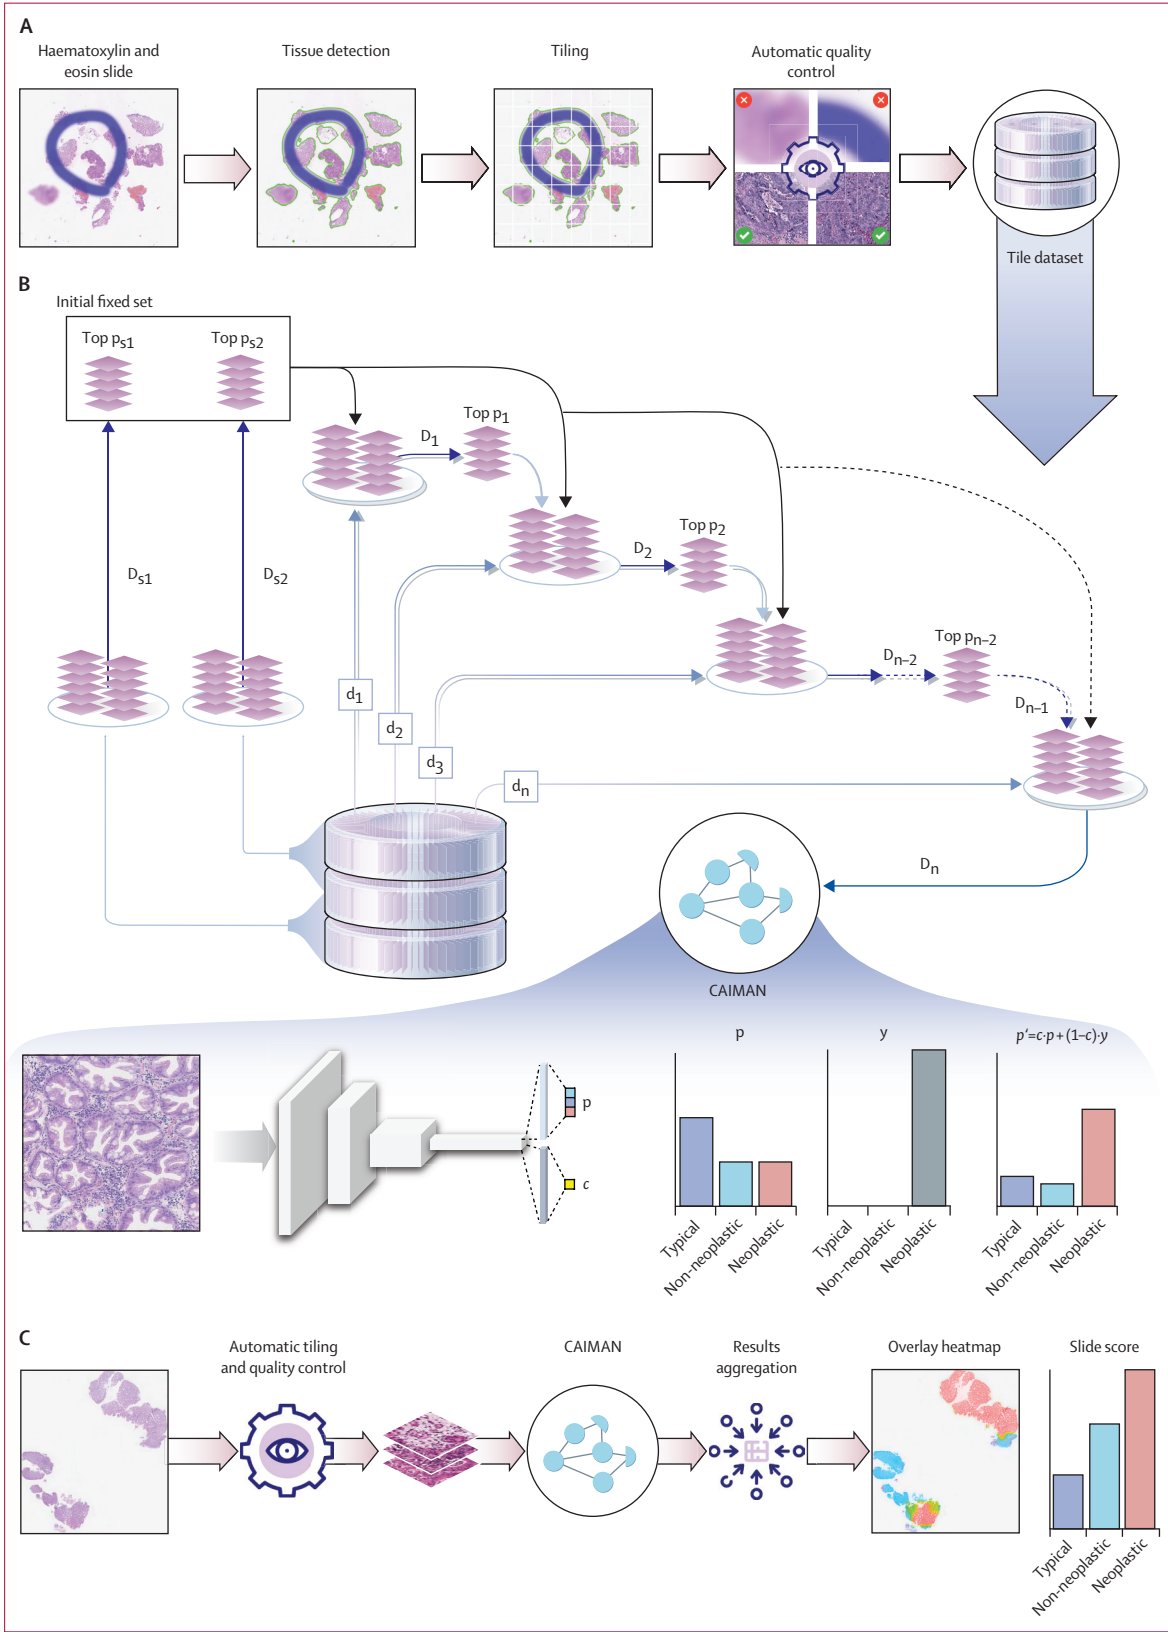 A
Haematoxylin and
eosin slide
Tissue detection
Tiling
Automatic quality
control
Tile dataset
B
Initial fixed set
Top ps1
Top ps2
D1
Top p1
D2
Top p2
Ds1
Ds2
Dn–2
Top pn–2
Dn–1
d1
d2
d3
dn
Dn
CAIMAN
p
c
p
Typical
Non-neoplastic
Neoplastic
y
Typical
Non-neoplastic
Neoplastic
p'=c·p+(1–c)·y
Typical
Non-neoplastic
Neoplastic
C
Automatic tiling
and quality control
CAIMAN
Results
aggregation
Overlay heatmap
Slide score
Typical
Non-neoplastic
Neoplastic